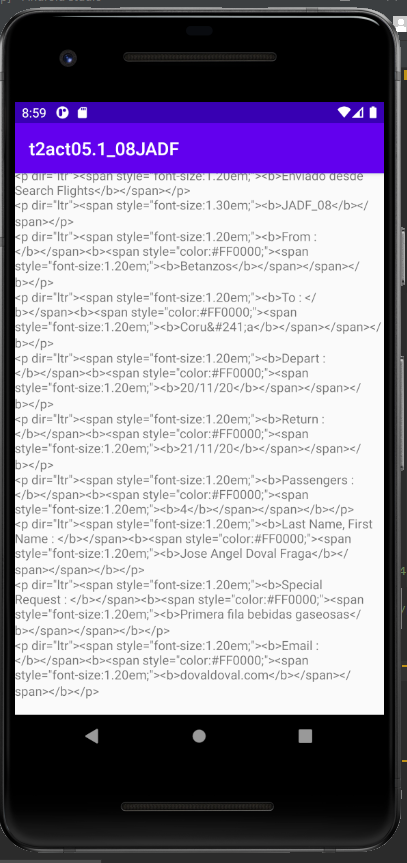 8:59
t2act05.1_08JADF
<p dir="ltr"><span style="font-size:1.20em;"><b>Enviado desde
Search Flights</b></span></p>
<p dir="ltr"><span style="font-size:1.30em;"><b>JADF_08</b></
span></p>
<p dir="ltr"><span style="font-size:1.20em;"><b>From :
</b></span><b><span style="color:#FF0000;"><span
style="font-size:1.20em;"><b>Betanzos</b></span></span></
b></p>
<p dir="ltr"><span style="font-size:1.20em;"><b>To : </
b></span><b><span style="color:#FF0000;"><span
style="font-size:1.20em;"><b>Coru&#241;a</b></span></span></
b></p>
<p dir="ltr"><span style="font-size:1.20em;"><b>Depart :
</b></span><b><span style="color:#FF0000;"><span
style="font-size:1.20em;"><b>20/11/20</b></span></span></
b></p>
<p dir="ltr"><span style="font-size:1.20em;"><b>Return :
</b></span><b><span style="color:#FF0000;"><span
style="font-size:1.20em;"><b>21/11/20</b></span></span></
b></p>
<p dir="ltr"><span style="font-size:1.20em;"><b>Passengers :
</b></span><b><span style="color:#FF0000;"><span
style="font-size:1.20em;"><b>4</b></span></span></b></p>
<p dir="ltr"><span style="font-size:1.20em;"><b>Last Name, First
Name : </b></span><b><span style="color:#FF0000;"><span
style="font-size:1.20em;"><b>Jose Angel Doval Fraga</b></
span></span></b></p>
<p dir="ltr"><span style="font-size:1.20em;"><b>Special
Request : </b></span><b><span style="color:#FF0000;"><span
style="font-size:1.20em;"><b>Primera fila bebidas gaseosas</
b></span></span></b></p>
<p dir="ltr"><span style="font-size:1.20em;"><b>Email :
</b></span><b><span style="color:#FF0000;"><span
style="font-size:1.20em;"><b>dovaldoval.com</b></span></
span></b></p>